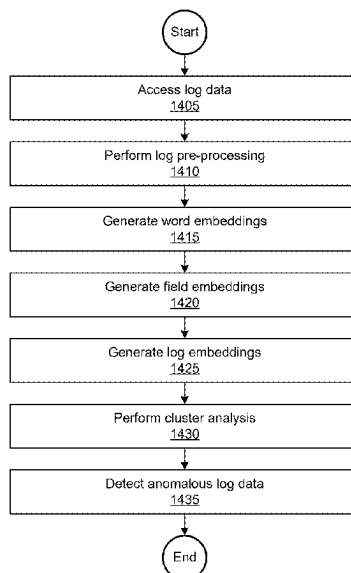 Start
Access log data
1405
Perform log pre-processing
1410
Generate word embeddings
1415
Generate field embeddings
1420
Generate log embeddings
1425
Perform cluster analysis
1430
Detect anomalous log data
1435
End